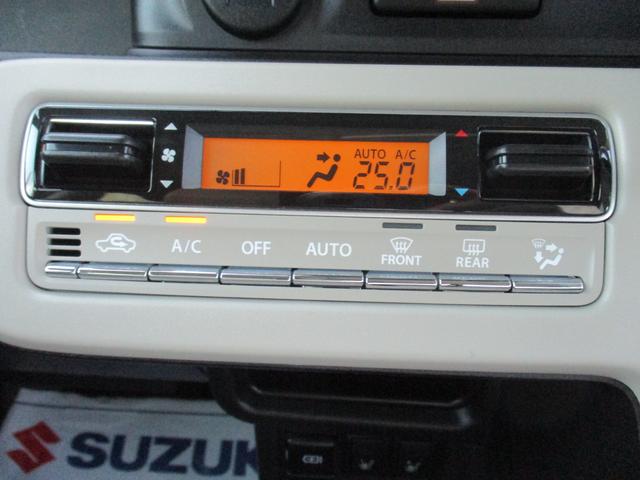 AUTO A/C
25.0
A/C OFF AUTO FRONT REAR
SUZUK